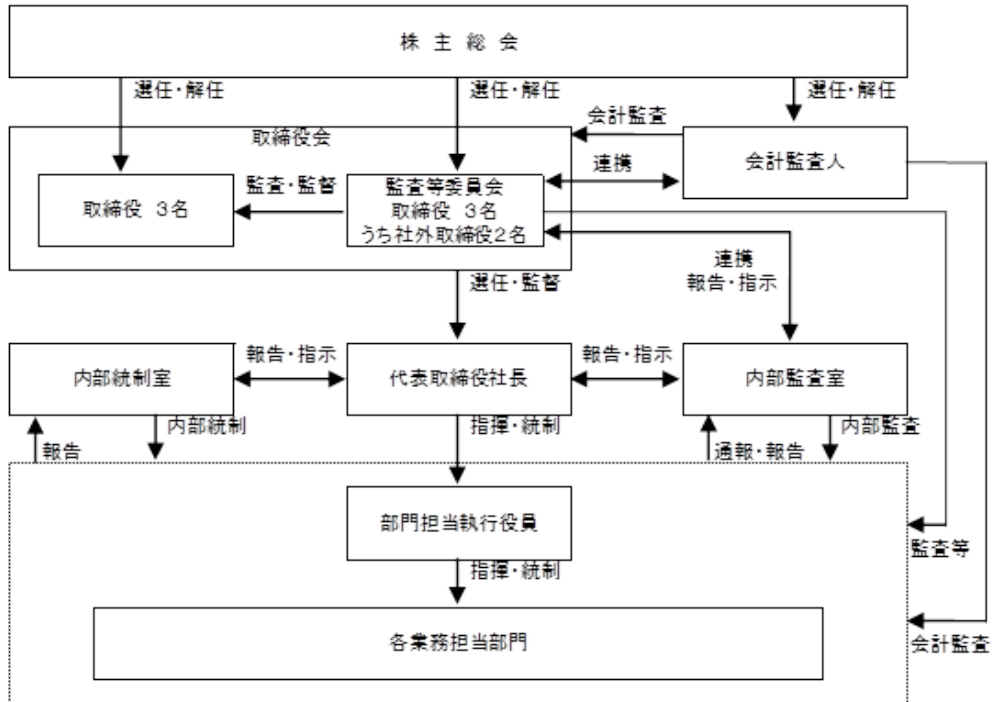 株 主 総 会
選任・解任
選任・解任
選任・解任
会計監査
取締役会
会計監査人
連携
監査・監督
監査等委員会
取締役 3名
取締役 3名
うち社外取締役2名
連携
報告・指示
選任・監督
報告・指示
報告・指示
内部統制室
代表取締役社長
内部監査室
内部統制
指揮・統制
内部監査
報告
通報・報告
部門担当執行役員
監査等
指揮・統制
各業務担当部門
会計監査